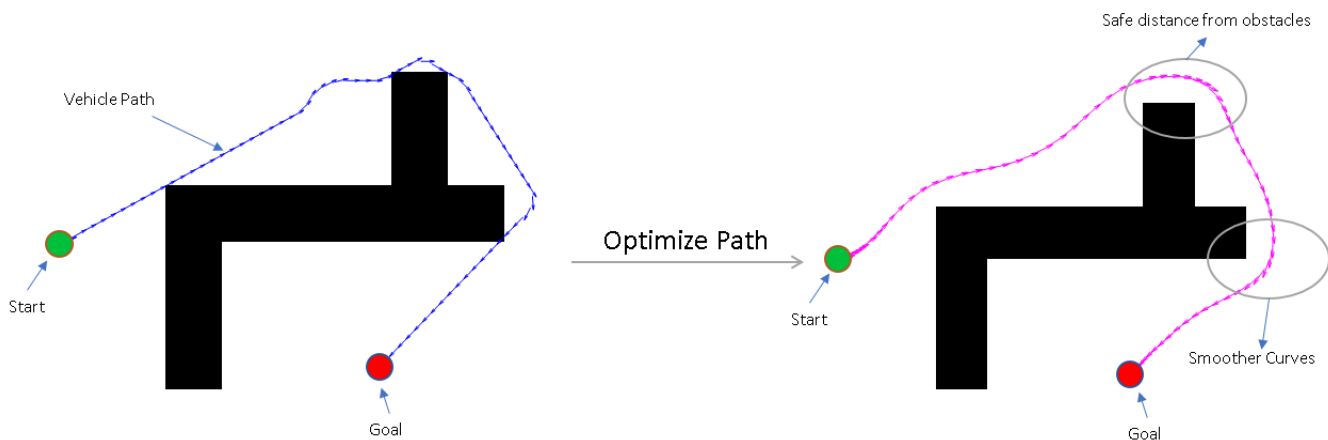 Safe distance from obstacles
Vehicle Path
Optimize Path
Start
Start
Smoother Curves
Goal
Goal